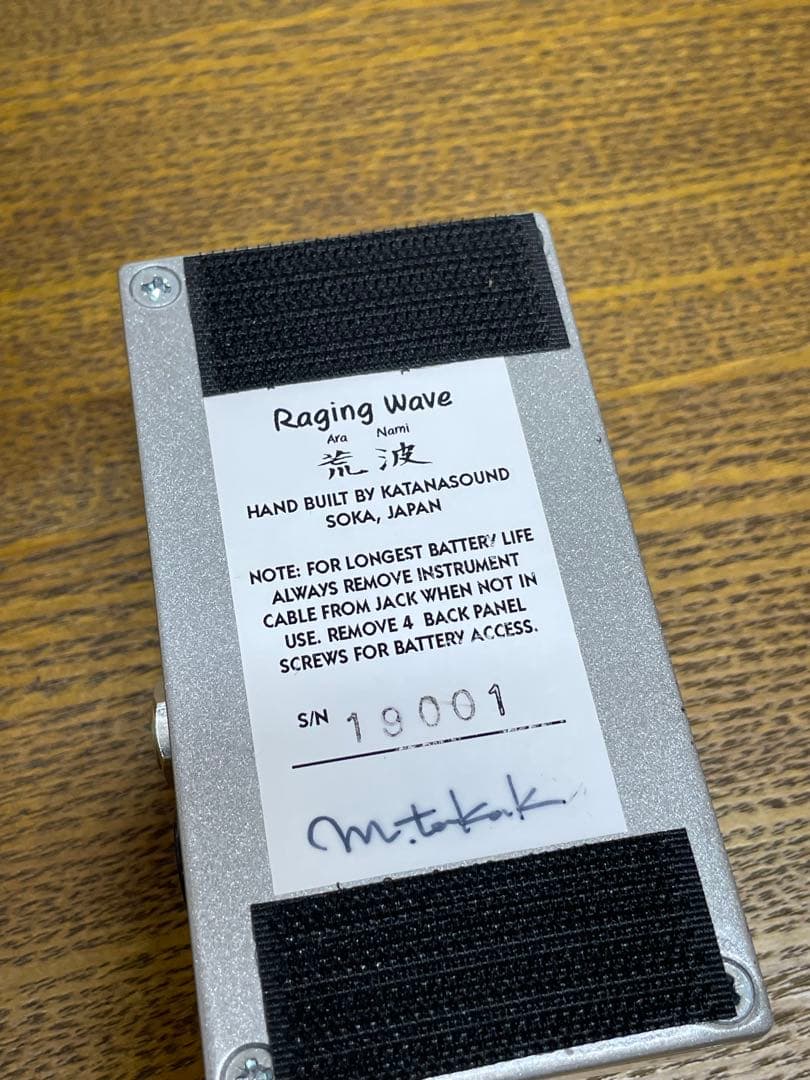 Raging Wave
Ara Nami
荒波
HAND BUILT BY KATANASOUND
SOKA, JAPAN
NOTE: FOR LONGEST BATTERY LIFE
ALWAYS REMOVE INSTRUMENT
CABLE FROM JACK WHEN NOT IN
USE. REMOVE 4 BACK PANEL
SCREWS FOR BATTERY ACCESS.
S/N 19001
m.takak